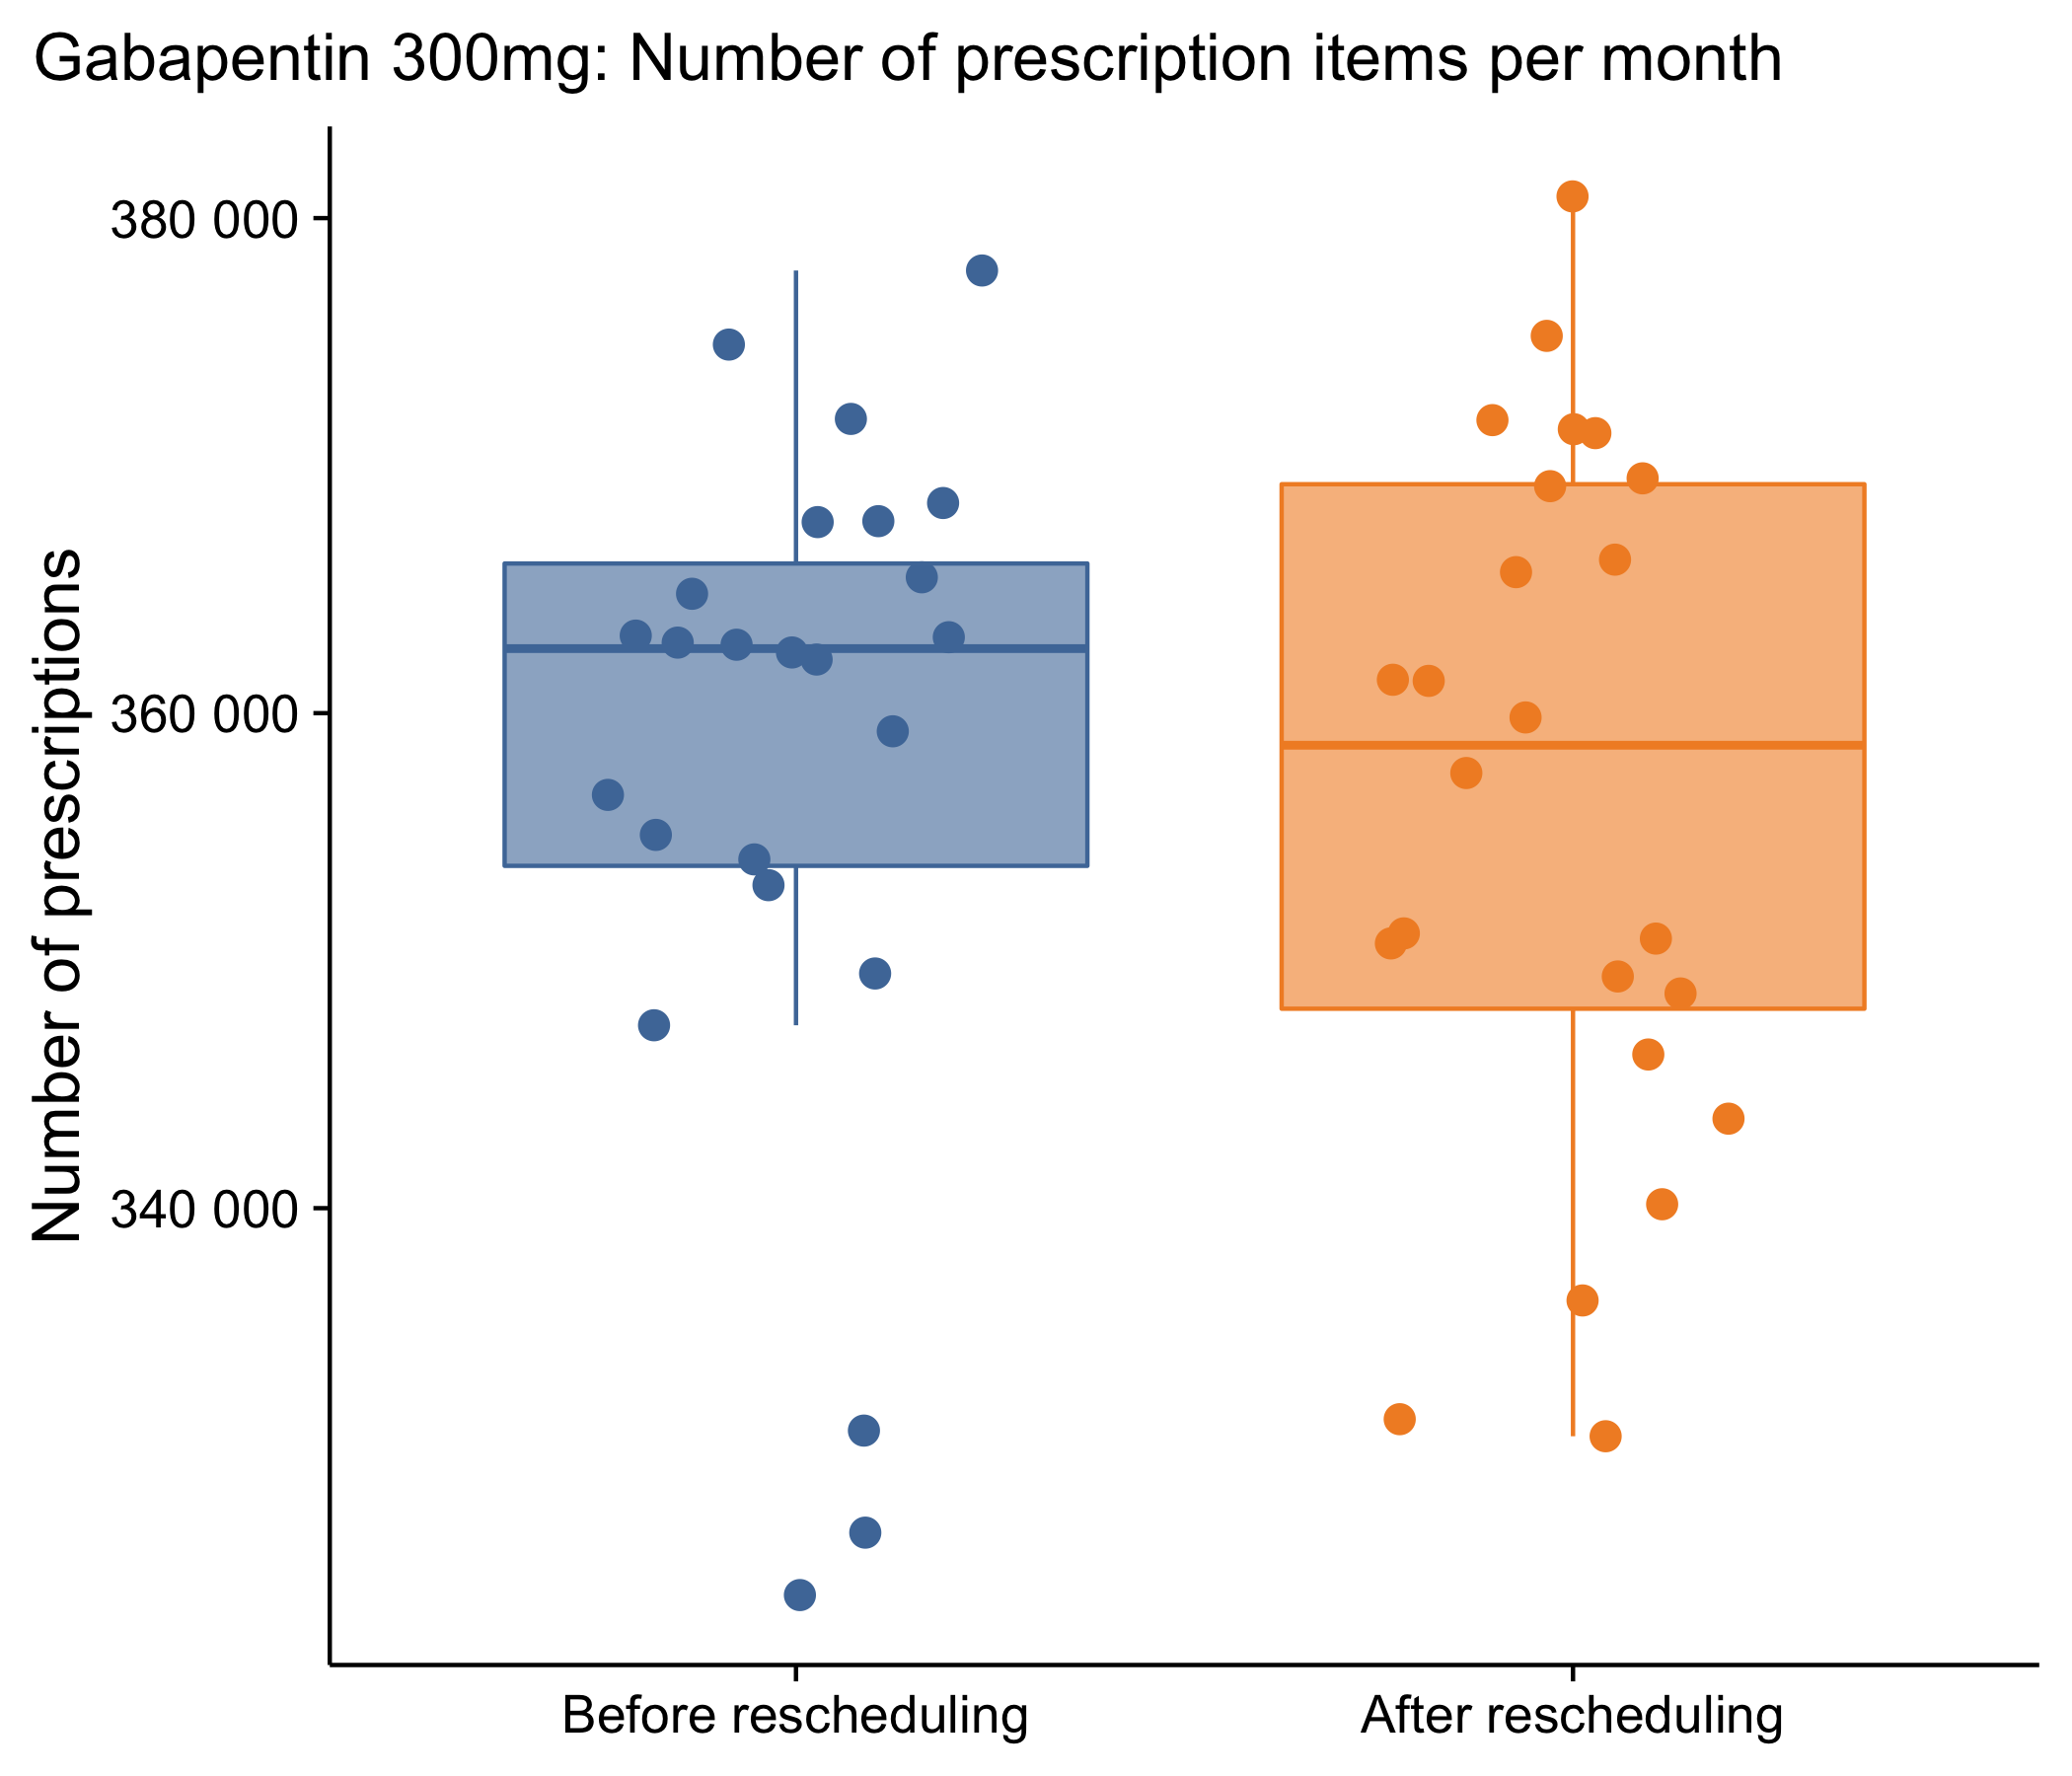 Gabapentin 300mg: Number of prescription items per month
Number of prescriptions
380 000
360 000
340 000
Before rescheduling
After rescheduling